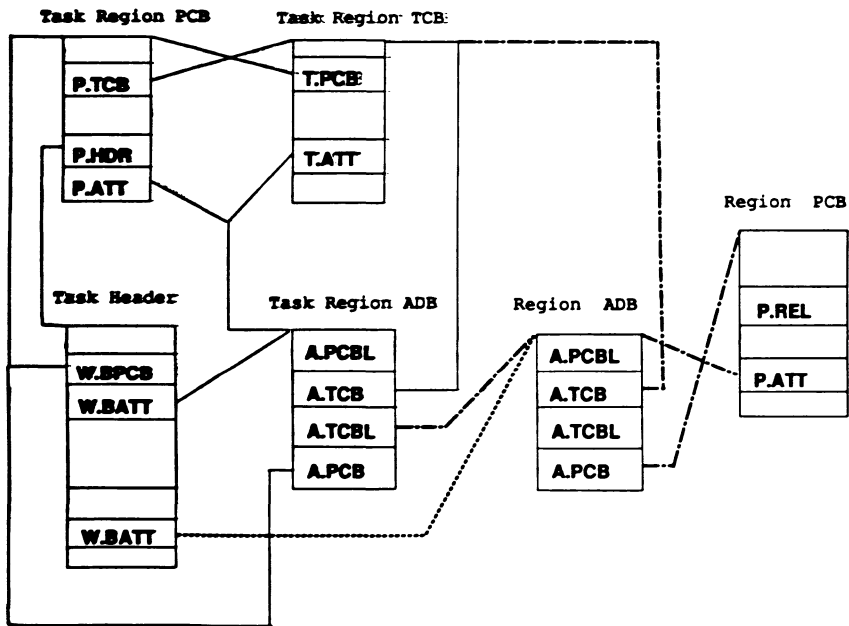 Task Region PCB
P.TCB
P.HDR
P.ATT
Task Region TCB
T.PCB
T.ATT
Region PCB
P.REL
P.ATT
Task Header
W.BPCB
W.BATT
W.BATT
Task Region ADB
A.PCBL
A.TCB
A.TCBL
A.PCB
Region ADB
A.PCBL
A.TCB
A.TCBL
A.PCB